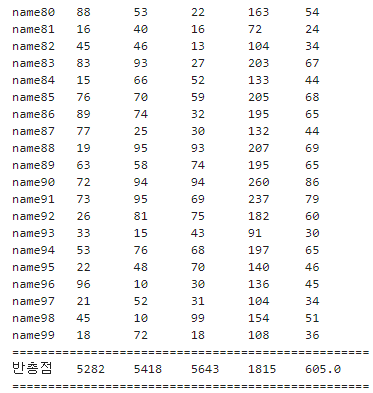 name80 88 53 22 163 54
name81 16 40 16 72 24
name82 45 46 13 104 34
name83 83 93 27 203 67
name84 15 66 52 133 44
name85 76 70 59 205 68
name86 89 74 32 195 65
name87 77 25 30 132 44
name88 19 95 93 207 69
name89 63 58 74 195 65
name90 72 94 94 260 86
name91 73 95 69 237 79
name92 26 81 75 182 60
name93 33 15 43 91 30
name94 53 76 68 197 65
name95 22 48 70 140 46
name96 96 10 30 136 45
name97 21 52 31 104 34
name98 45 10 99 154 51
name99 18 72 18 108 36
==================================================
반총점 5282 5418 5643 1815 605.0
==================================================